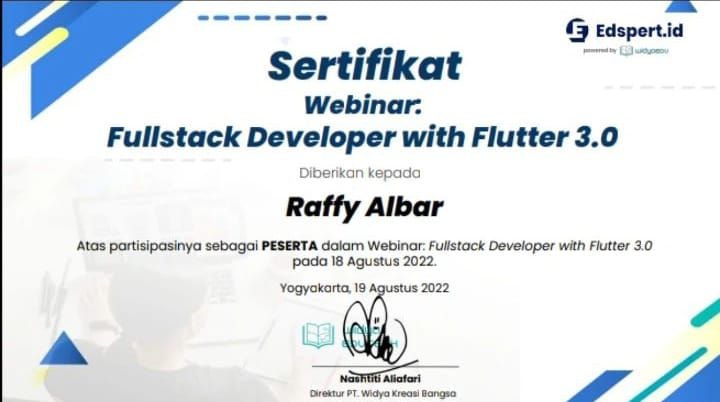 Edspert.id
powered by widyaedu
Sertifikat
Webinar:
Fullstack Developer with Flutter 3.0
Diberikan kepada
Raffy Albar
Atas partisipasinya sebagai PESERTA dalam Webinar: Fullstack Developer with Flutter 3.0
pada 18 Agustus 2022.
Yogyakarta, 19 Agustus 2022
Nashtiti Aliafari
Direktur PT. Widya Kreasi Bangsa